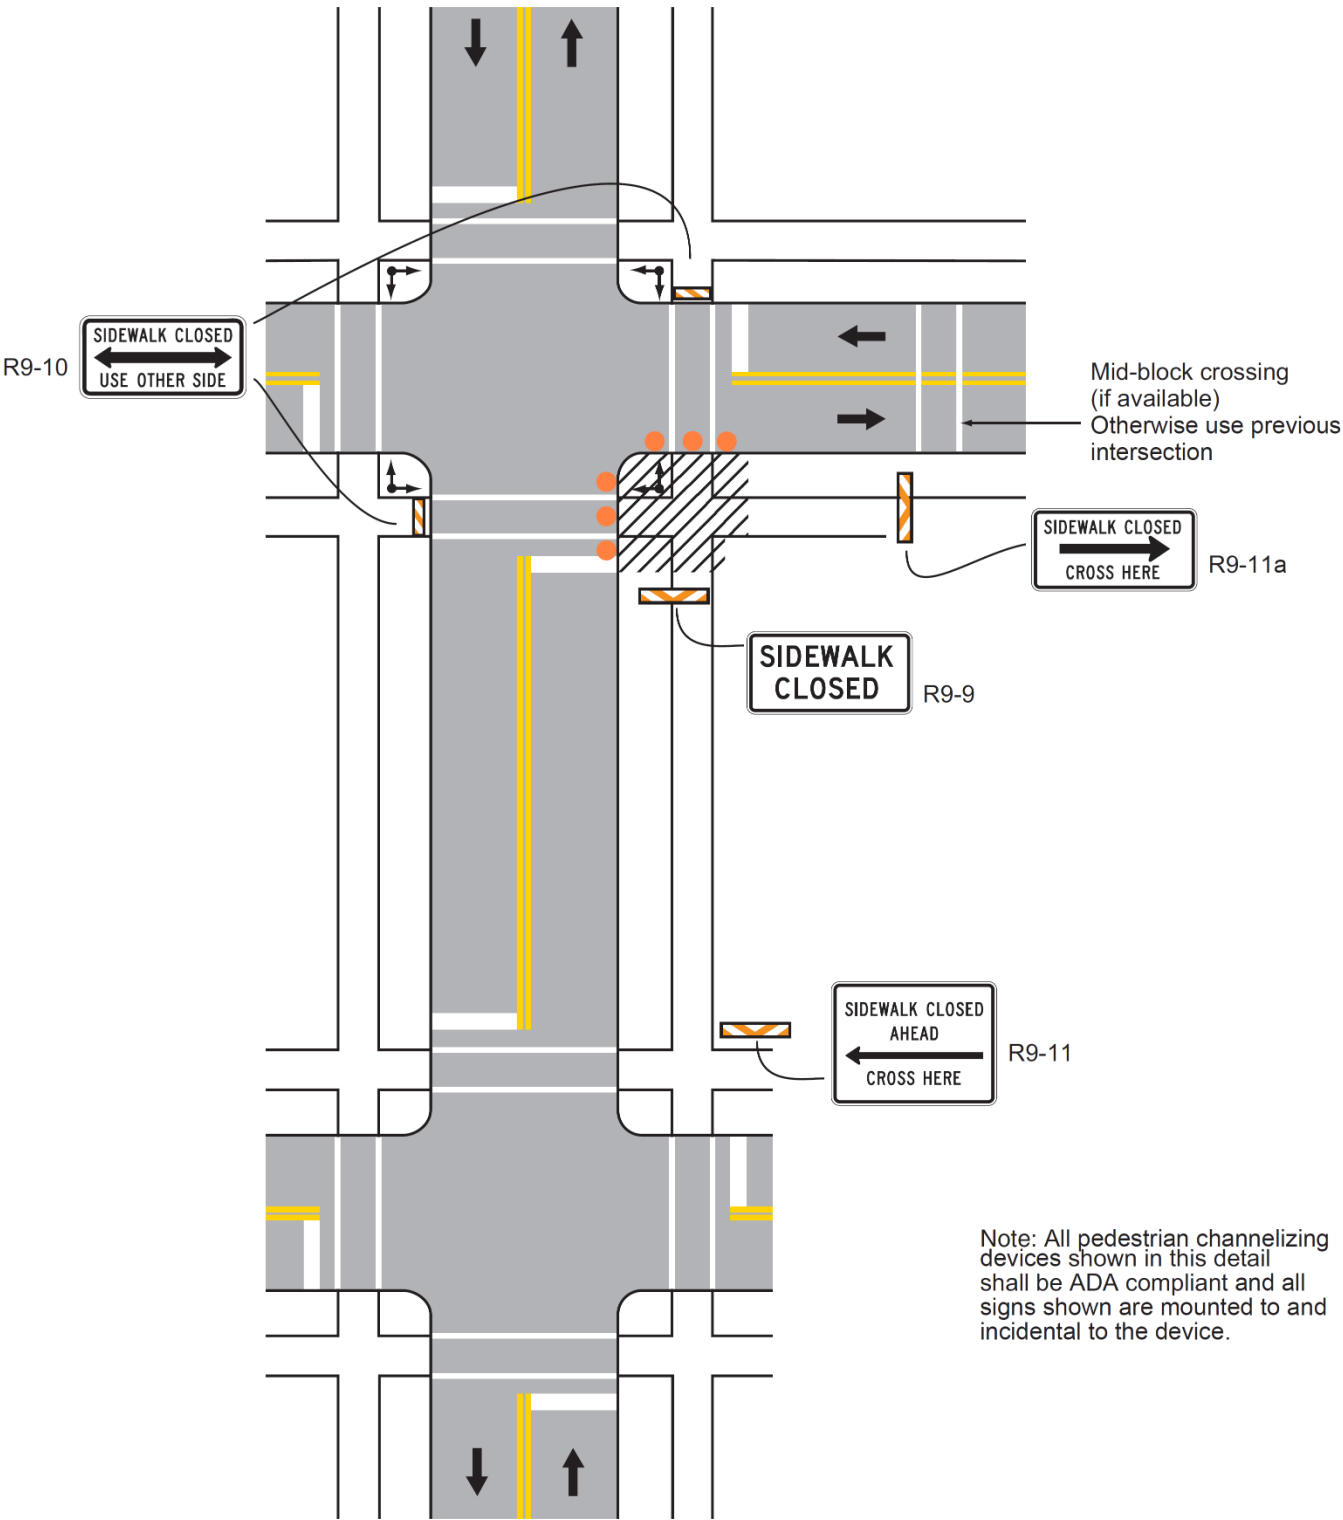 R9-10
SIDEWALK CLOSED
USE OTHER SIDE
Mid-block crossing
(if available)
Otherwise use previous
intersection
SIDEWALK CLOSED
CROSS HERE
R9-11a
SIDEWALK
CLOSED
R9-9
SIDEWALK CLOSED
AHEAD
CROSS HERE
R9-11
Note: All pedestrian channelizing
devices shown in this detail
shall be ADA compliant and all
signs shown are mounted to and
incidental to the device.